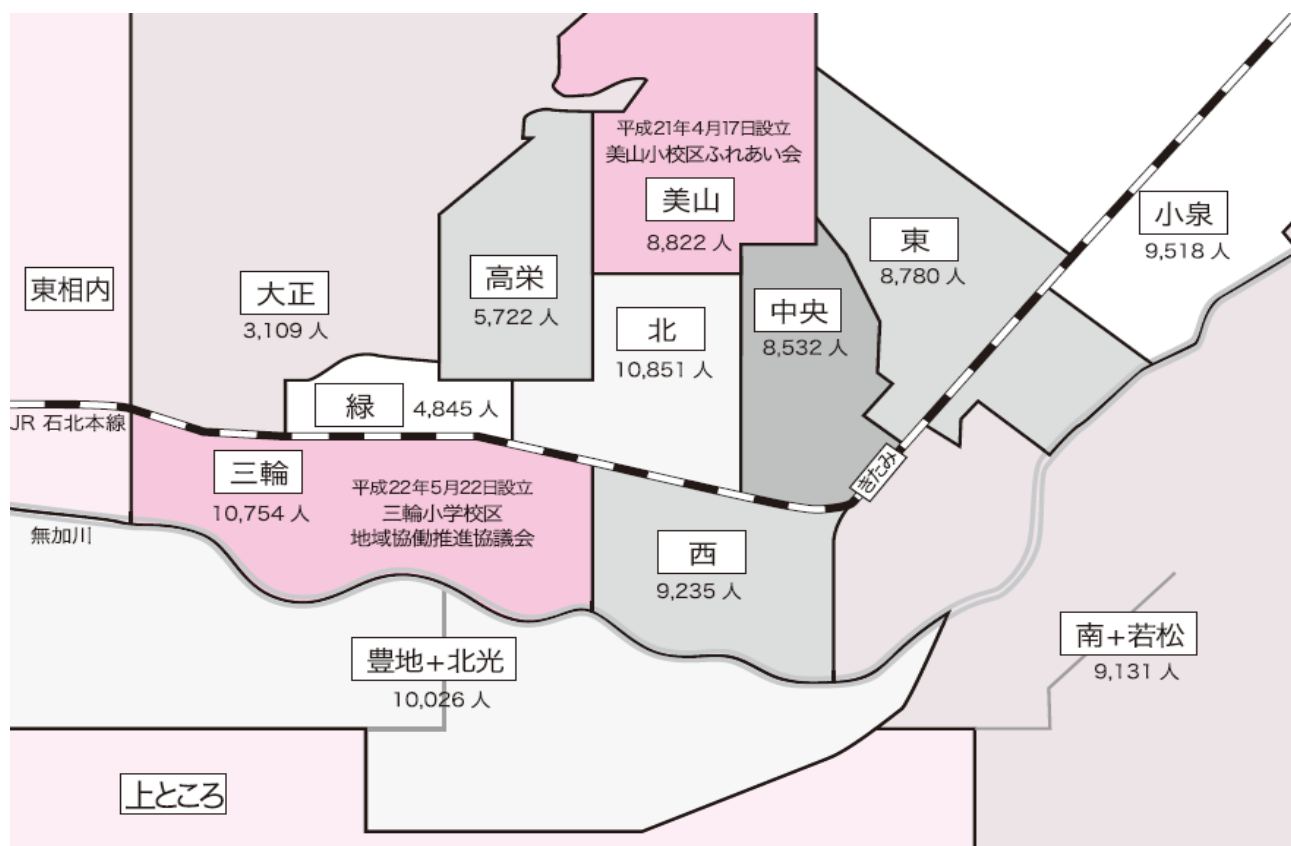 平成21年4月17日設立
美山小校区ふれあい会
美山
8,822 人
東
8,780 人
小泉
9,518 人
東相内
大正
3,109 人
高栄
5,722 人
北
10,851 人
中央
8,532 人
緑
4,845 人
JR 石北本線
三輪
10,754 人
平成22年5月22日設立
三輪小学校区
地域協働推進協議会
きたみ
無加川
西
9,235 人
豊地+北光
10,026 人
南+若松
9,131 人
上ところ